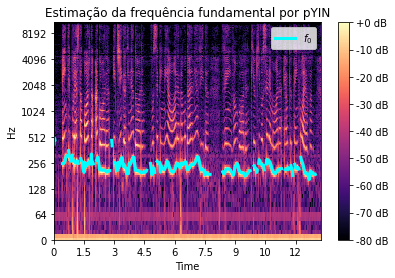 Estimação da frequência fundamental por pYIN
f0
8192
4096
2048
1024
512
256
128
64
0
Hz
0
1.5
3
4.5
6
7.5
9
10
12
Time
+0 dB
-10 dB
-20 dB
-30 dB
-40 dB
-50 dB
-60 dB
-70 dB
-80 dB